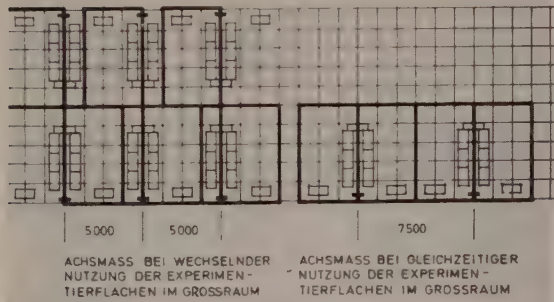 5000 5000 7500
ACHSMASS BEI WECHSELNDER
NUTZUNG DER EXPERIMEN-
TIERFLÄCHEN IM GROSSRAUM
ACHSMASS BEI GLEICHZEITIGER
NUTZUNG DER EXPERIMEN-
TIERFLÄCHEN IM GROSSRAUM